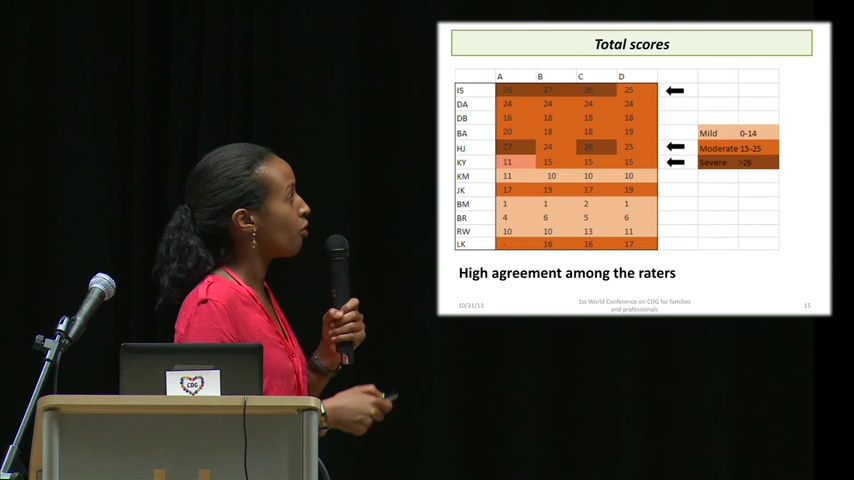 Total scores
A B C D
IS 26 27 26 25
DA 24 24 24 24
DB 16 18 18 18
BA 20 18 18 19
HJ 27 24 26 25
KY 11 15 15 15
KM 11 10 10 10
JK 17 19 17 19
BM 1 1 2 1
BR 4 6 5 6
RW 10 10 13 11
LK - 16 16 17
Mild 0-14
Moderate 15-25
Severe >26
High agreement among the raters
10/31/13
1st World Conference on CDG for families
and professionals
15
CDG